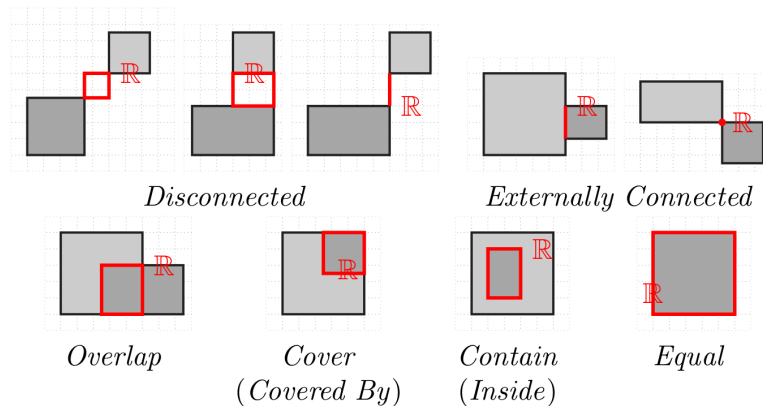 ℝ ℝ ℝ ℝ ℝ
Disconnected Externally Connected
ℝ ℝ ℝ ℝ
Overlap Cover Contain Equal
(Covered By) (Inside)